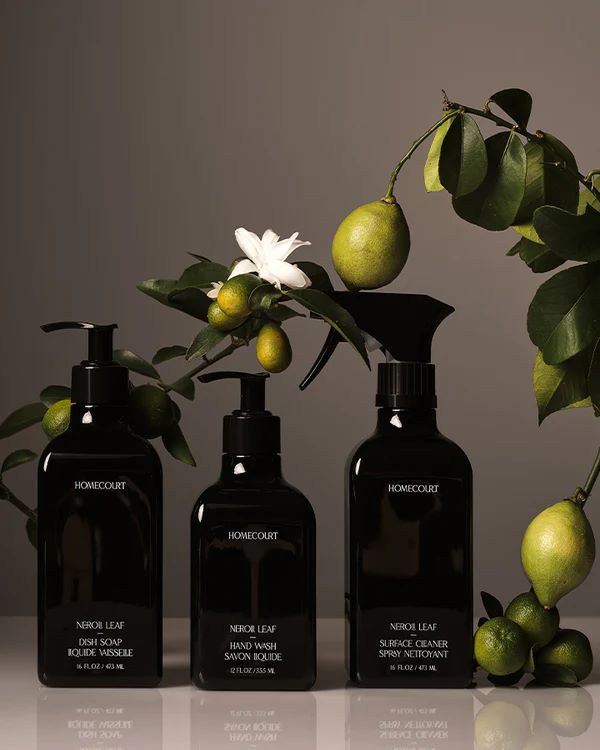 HOMECOURT
NEROLI LEAF
DISH SOAP
LIQUIDE VAISSELLE
16 FL.OZ / 473 ML
HOMECOURT
NEROLI LEAF
HAND WASH
SAVON LIQUIDE
12 FL.OZ / 355 ML
HOMECOURT
NEROLI LEAF
SURFACE CLEANER
SPRAY NETTOYANT
16 FL.OZ / 473 ML